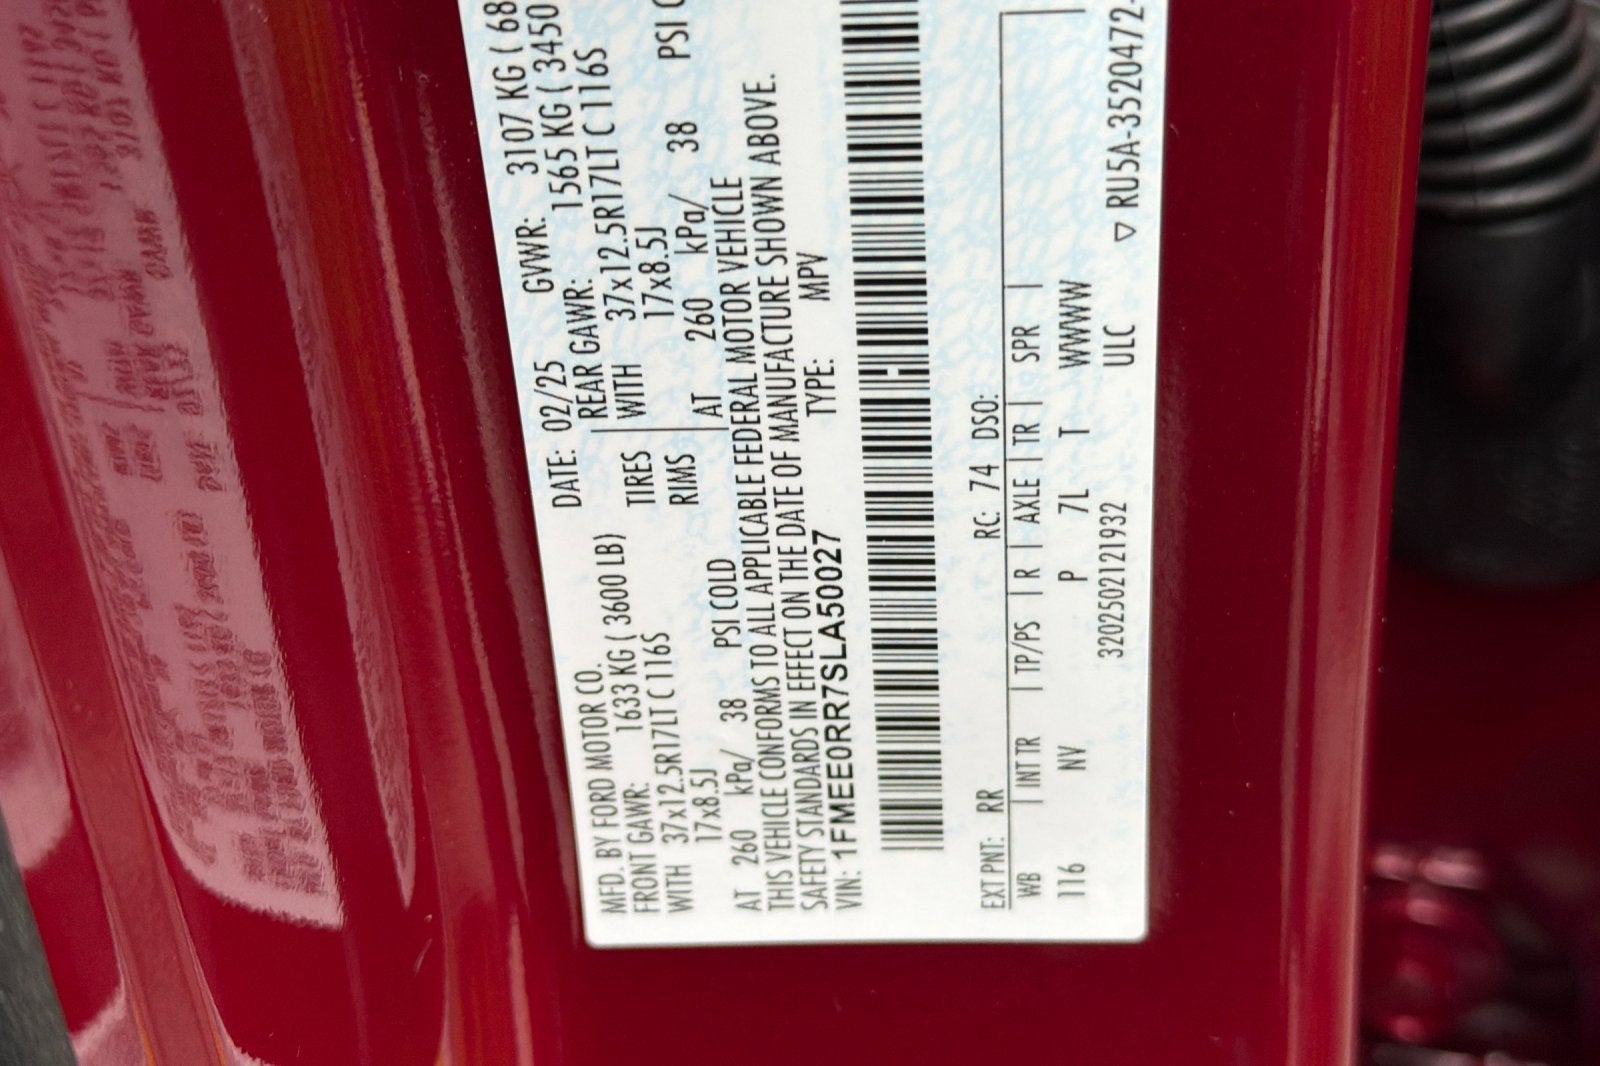 MFD. BY FORD MOTOR CO.
DATE: 02/25 GVWR: 3107 KG ( 68
FRONT GAWR: 1633 KG ( 3600 LB) REAR GAWR: 1565 KG ( 3450
WITH 37x12.5R17LT C 116S TIRES WITH 37x12.5R17LT C 116S
17x8.5J RIMS 17x8.5J
AT 260 kPa/ 38 PSI COLD AT 260 kPa/ 38 PSI C
THIS VEHICLE CONFORMS TO ALL APPLICABLE FEDERAL MOTOR VEHICLE
SAFETY STANDARDS IN EFFECT ON THE DATE OF MANUFACTURE SHOWN ABOVE.
VIN: 1FMEE0RR7SLA50027 TYPE: MPV
EXT PNT: RR RC: 74 DSO:
WB | INT TR | TP/PS | R | AXLE | TR | SPR |
116 NV P 7L T WWWW
3202502121932 ULC ▽ RU5A-3520472-